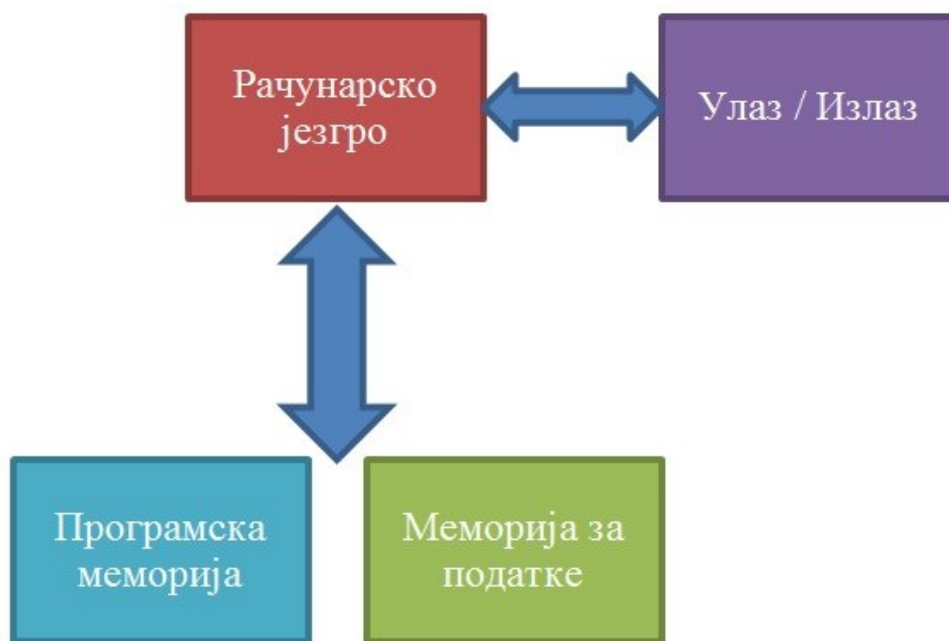 Рачунарско
језгро
Улаз / Излаз
Програмска
меморија
Меморија за
податке